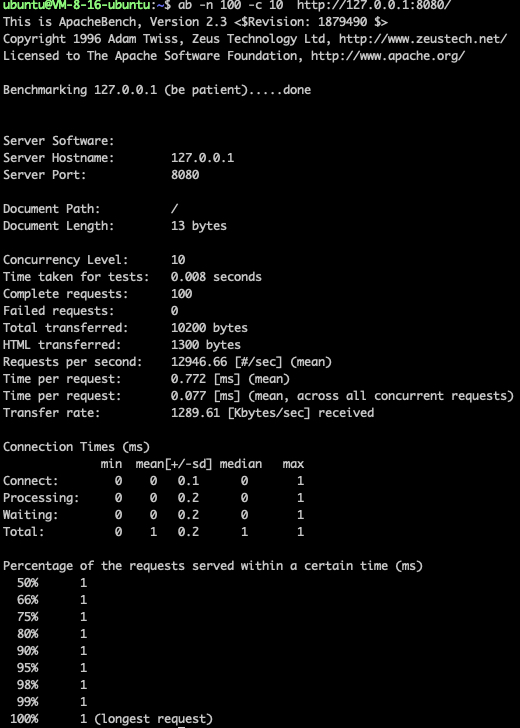 ubuntu@VM-8-16-ubuntu:~$ ab -n 100 -c 10  http://127.0.0.1:8080/
This is ApacheBench, Version 2.3 <$Revision: 1879490 $>
Copyright 1996 Adam Twiss, Zeus Technology Ltd, http://www.zeustech.net/
Licensed to The Apache Software Foundation, http://www.apache.org/
Benchmarking 127.0.0.1 (be patient).....done
Server Software:
Server Hostname:        127.0.0.1
Server Port:            8080
Document Path:          /
Document Length:        13 bytes
Concurrency Level:      10
Time taken for tests:   0.008 seconds
Complete requests:      100
Failed requests:        0
Total transferred:      10200 bytes
HTML transferred:       1300 bytes
Requests per second:    12946.66 [#/sec] (mean)
Time per request:       0.772 [ms] (mean)
Time per request:       0.077 [ms] (mean, across all concurrent requests)
Transfer rate:          1289.61 [Kbytes/sec] received
Connection Times (ms)
              min  mean[+/-sd] median   max
Connect:        0    0   0.1      0       1
Processing:     0    0   0.2      0       1
Waiting:        0    0   0.2      0       1
Total:          0    1   0.2      1       1
Percentage of the requests served within a certain time (ms)
  50%      1
  66%      1
  75%      1
  80%      1
  90%      1
  95%      1
  98%      1
  99%      1
 100%      1 (longest request)